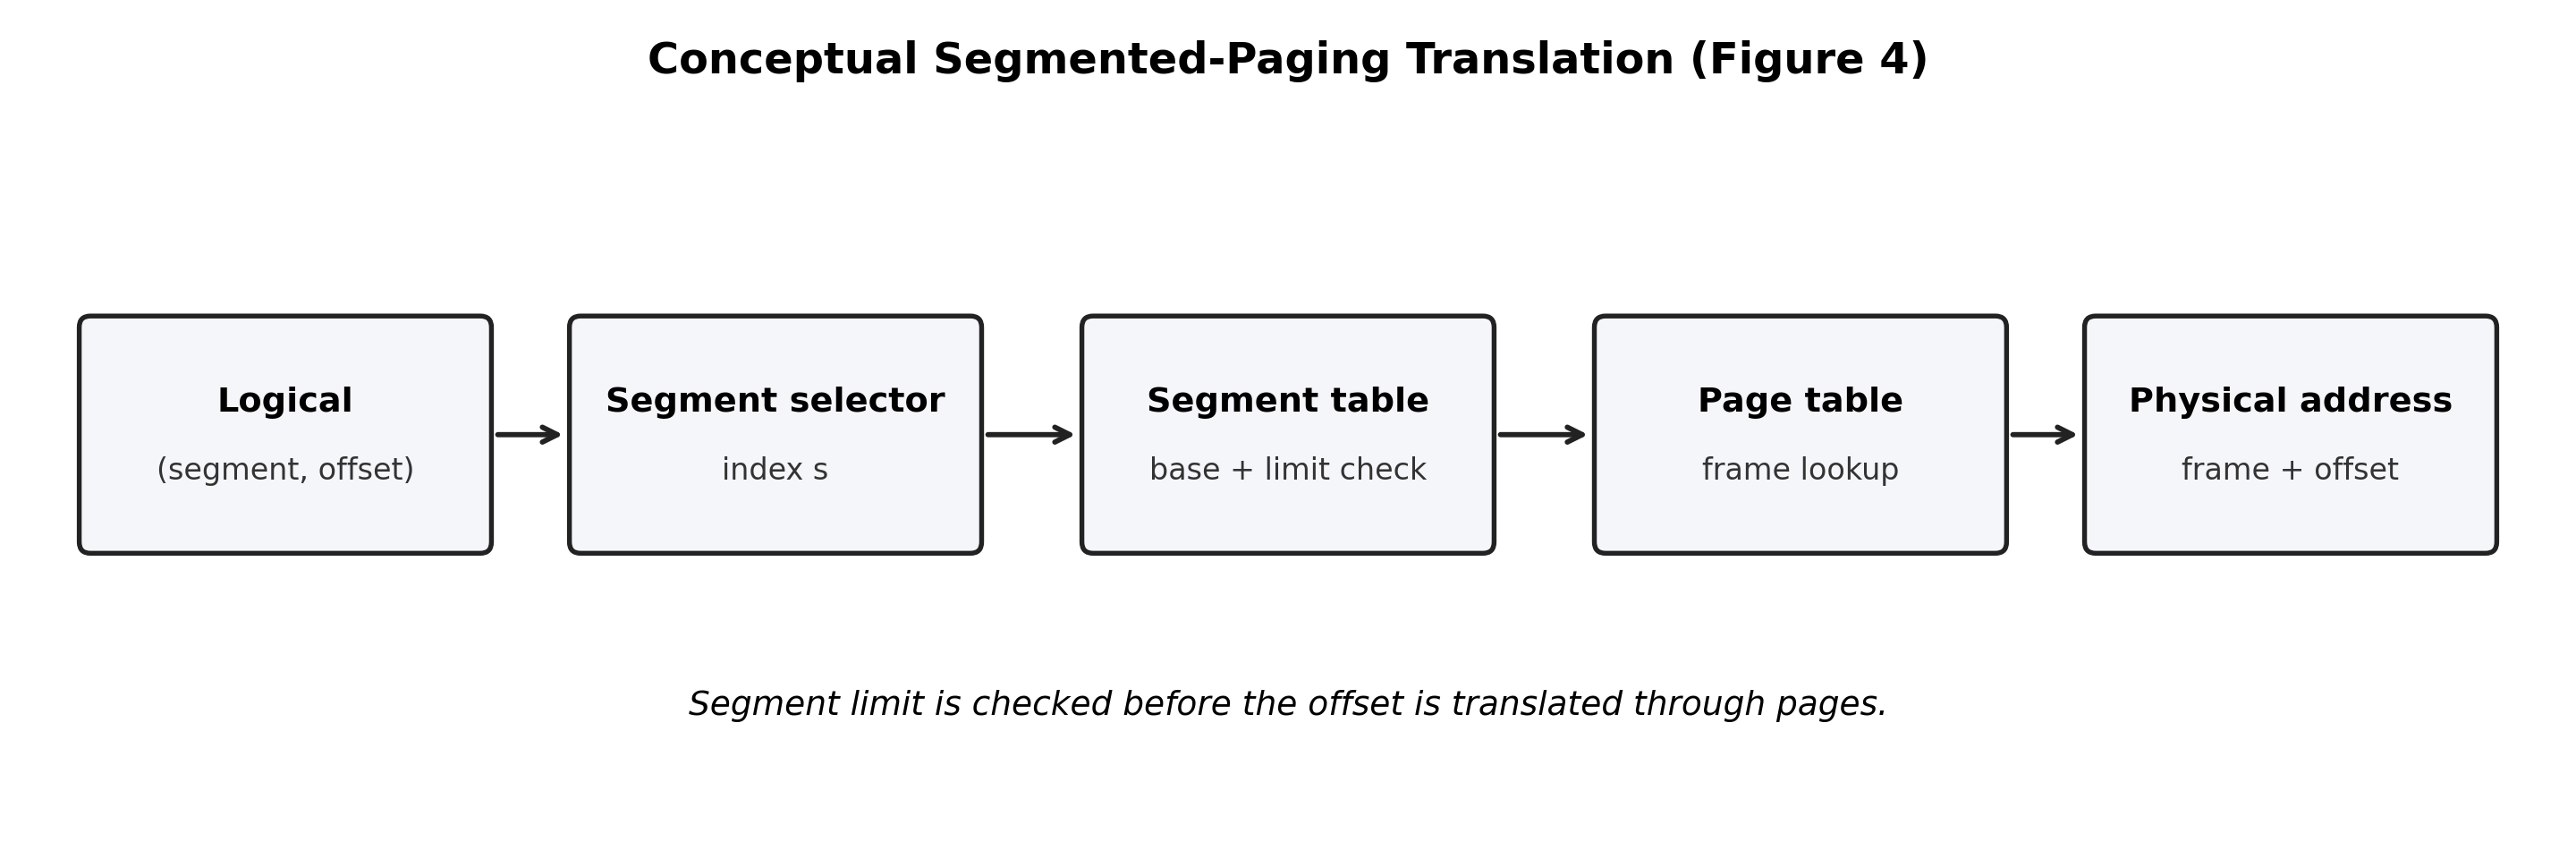 Conceptual Segmented-Paging Translation (Figure 4)
Logical
(segment, offset)
Segment selector
index s
Segment table
base + limit check
Page table
frame lookup
Physical address
frame + offset
Segment limit is checked before the offset is translated through pages.